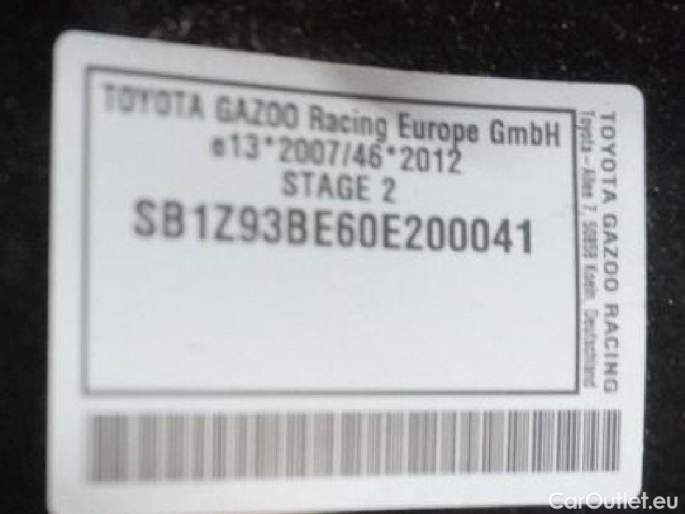 TOYOTA GAZOO Racing Europe GmbH
e13*2007/46*2012
STAGE 2
SB1Z93BE60E200041
TOYOTA GAZOO RACING
Toyota-Allee 7, 50858 Koeln, Deutschland
CarOutlet.eu